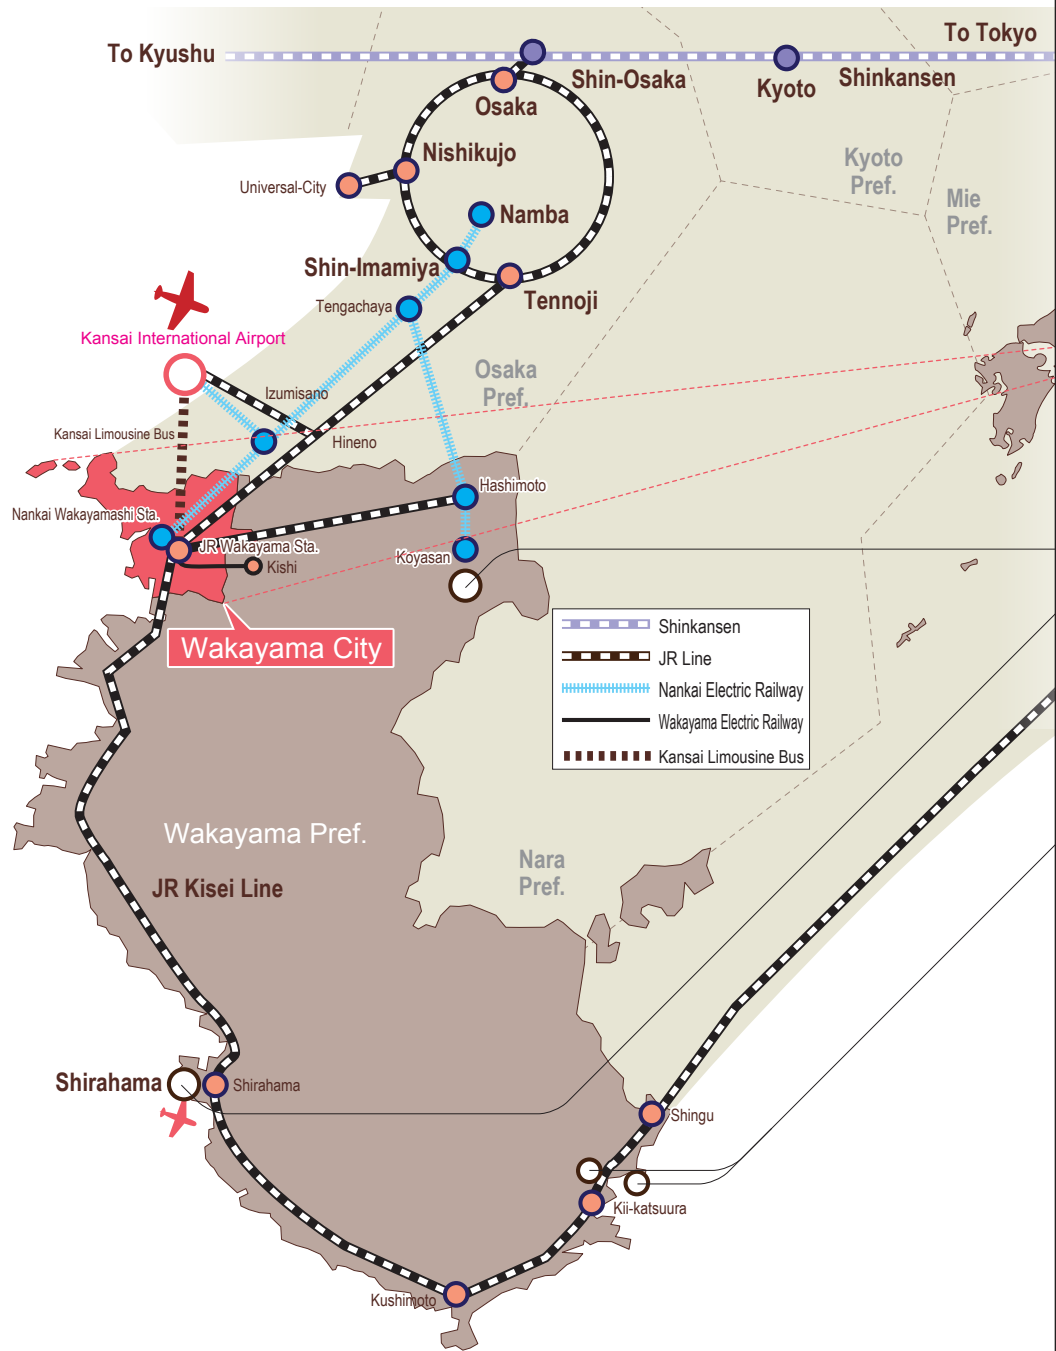 To Tokyo
To Kyushu
Shin-Osaka
Kyoto
Shinkansen
Osaka
Nishikujo
Kyoto
Pref.
Universal-City
Mie
Pref.
Namba
Shin-Imamiya
Tennoji
Tengachaya
Kansai International Airport
Osaka
Pref.
Izumisano
Kansai Limousine Bus
Hineno
Hashimoto
Nankai Wakayamashi Sta.
JR Wakayama Sta.
Koyasan
Kishi
Wakayama City
Shinkansen
JR Line
Nankai Electric Railway
Wakayama Electric Railway
Kansai Limousine Bus
Wakayama Pref.
Nara
Pref.
JR Kisei Line
Shirahama
Shirahama
Shingu
Kii-katsuura
Kushimoto